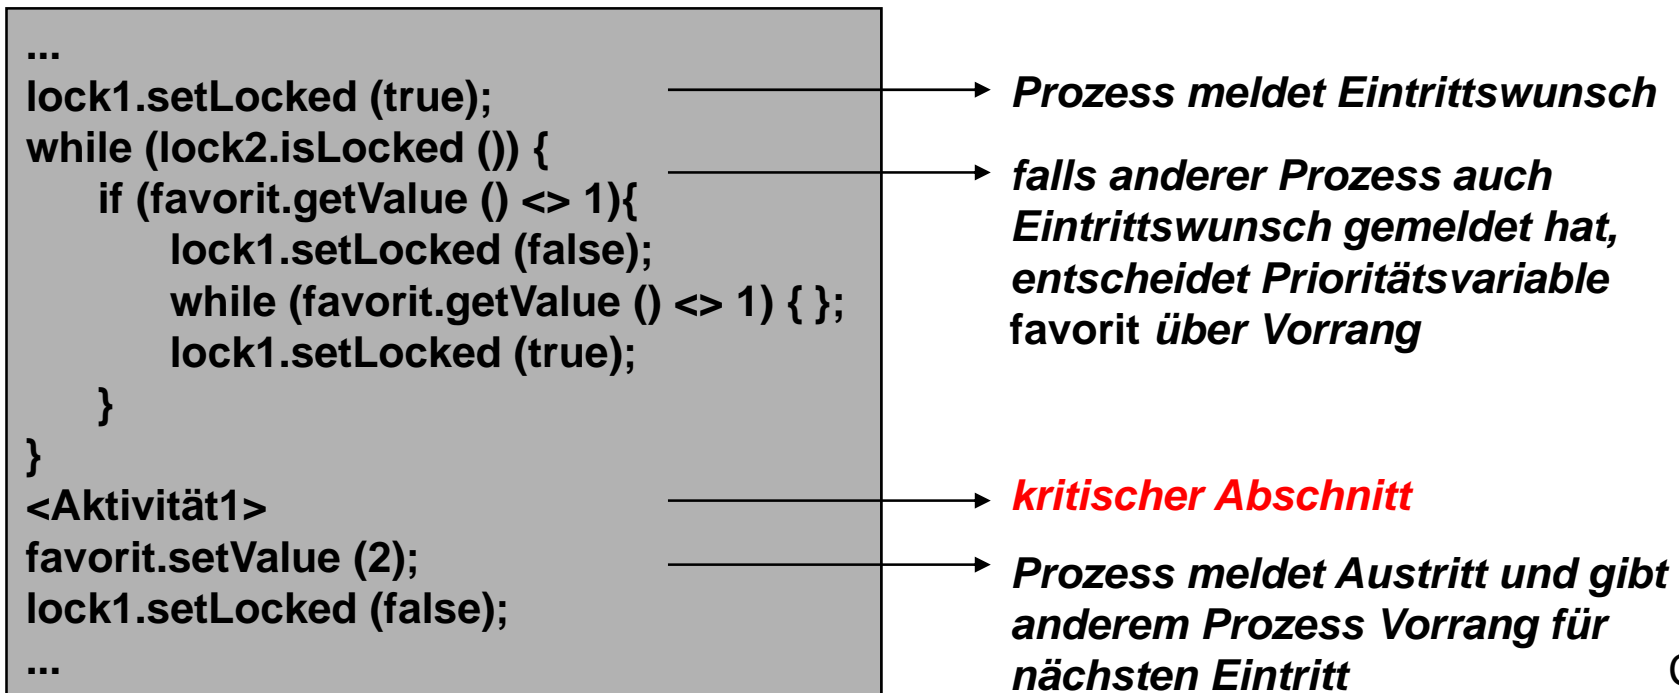 ...
lock1.setLocked (true);
while (lock2.isLocked ()) {
if (favorit.getValue () <> 1){
lock1.setLocked (false);
while (favorit.getValue () <> 1) { };
lock1.setLocked (true);
}
}
<Aktivität1>
favorit.setValue (2);
lock1.setLocked (false);
...
Prozess meldet Eintrittswunsch
falls anderer Prozess auch
Eintrittswunsch gemeldet hat,
entscheidet Prioritätsvariable
favorit über Vorrang
kritischer Abschnitt
Prozess meldet Austritt und gibt
anderem Prozess Vorrang für
nächsten Eintritt